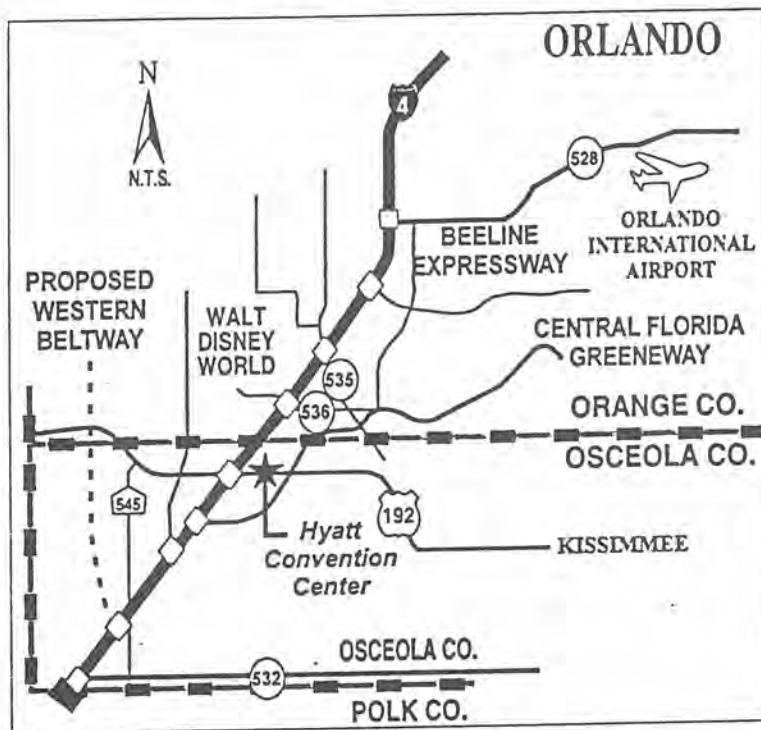 ORLANDO
N
N.T.S.
4
528
ORLANDO
INTERNATIONAL
AIRPORT
BEELINE
EXPRESSWAY
PROPOSED
WESTERN
BELTWAY
WALT
DISNEY
WORLD
CENTRAL FLORIDA
GREENEWAY
535
536
ORANGE CO.
OSCEOLA CO.
545
192
Hyatt
Convention
Center
KISSIMMEE
OSCEOLA CO.
532
POLK CO.